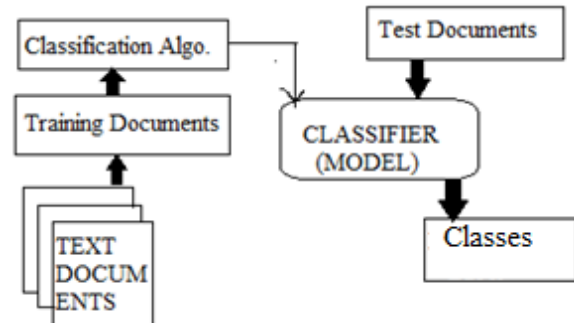 Classification Algo.
Test Documents
Training Documents
CLASSIFIER
(MODEL)
TEXT
DOCUM
ENTS
Classes